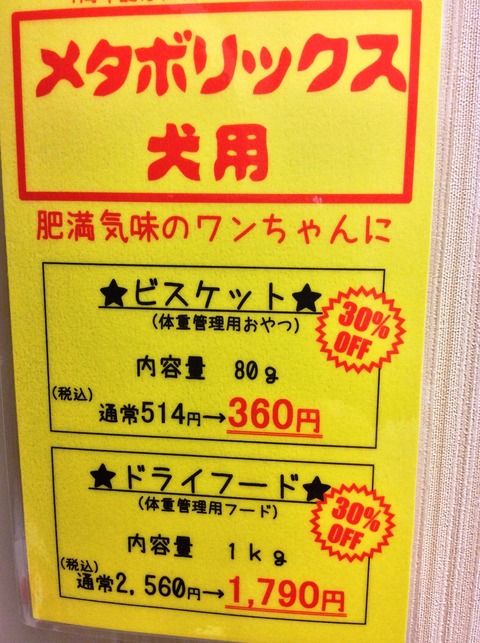 メタボリックス
犬用
肥満気味のワンちゃんに
★ビスケット★
(体重管理用おやつ)
30%
OFF
内容量 80g
(税込)
通常514円→360円
★ドライフード★
(体重管理用フード)
30%
OFF
内容量 1kg
(税込)
通常2,560円→1,790円